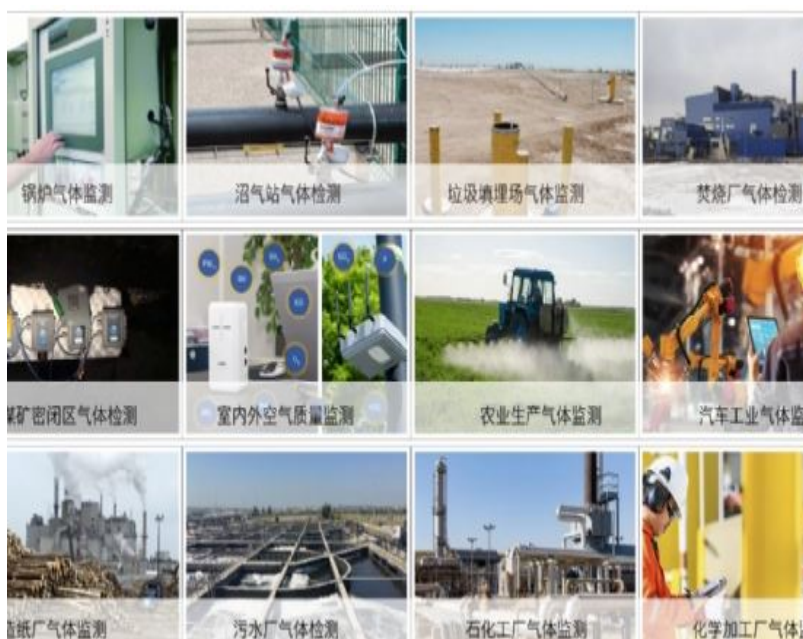 锅炉气体监测
沼气站气体检测
垃圾填埋场气体监测
焚烧厂气体检测
煤矿密闭区气体检测
室内外空气质量监测
农业生产气体监测
汽车工业气体监
造纸厂气体监测
污水厂气体检测
石化工厂气体监测
化学加工厂气体